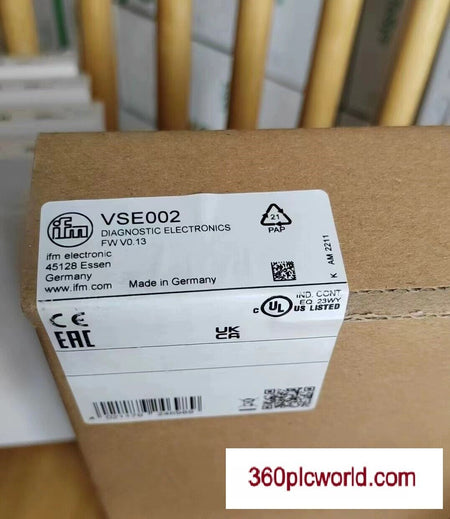 ifm
VSE002
DIAGNOSTIC ELECTRONICS
FW V0.13
ifm electronic
45128 Essen
Germany
www.ifm.com
Made in Germany
21
PAP
K AM 2211
CE
EAC
UK
CA
c UL US LISTED
IND. CONT.
EQ 23WY
360plcworld.com